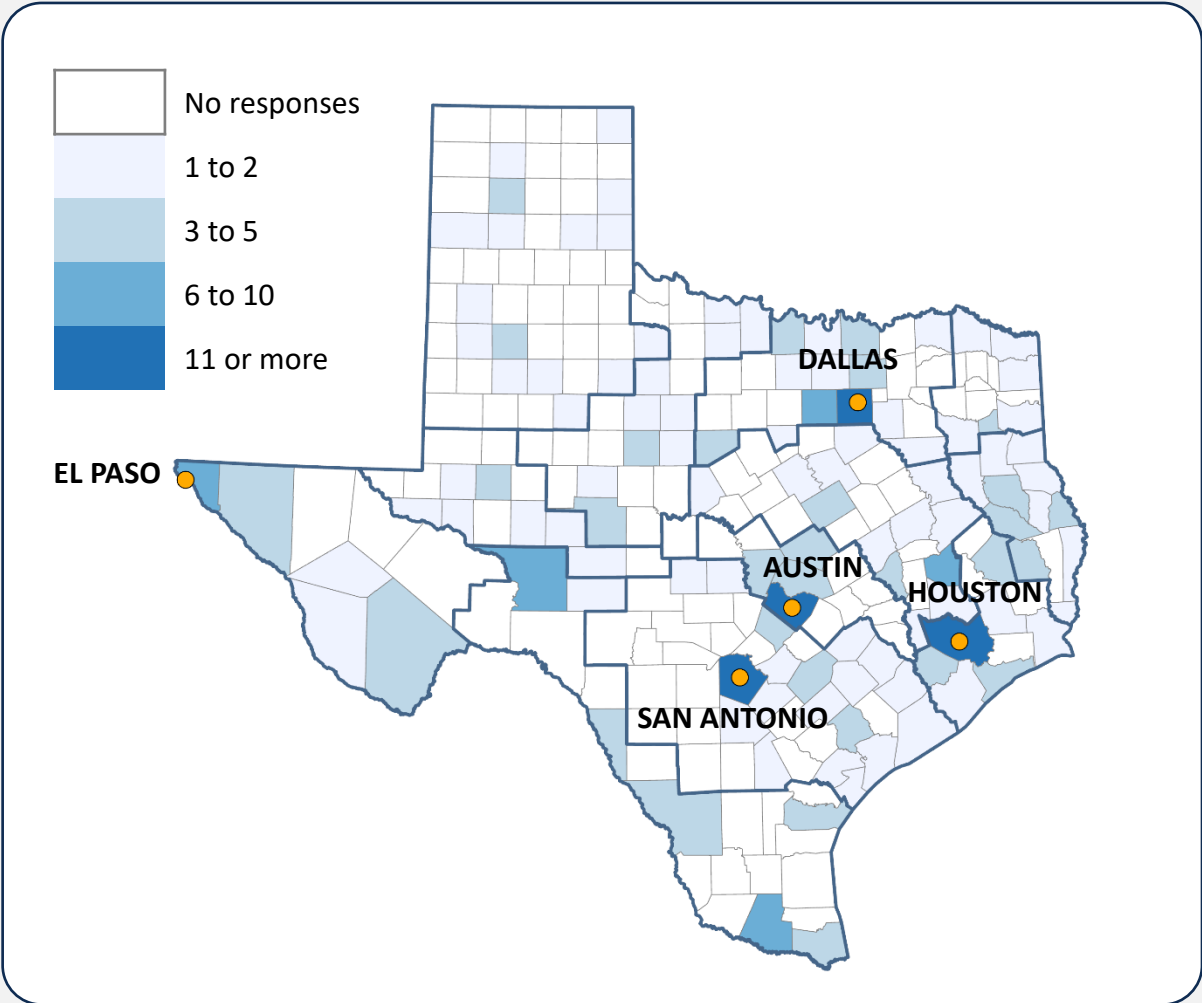 No responses
1 to 2
3 to 5
6 to 10
11 or more
DALLAS
EL PASO
AUSTIN
HOUSTON
SAN ANTONIO